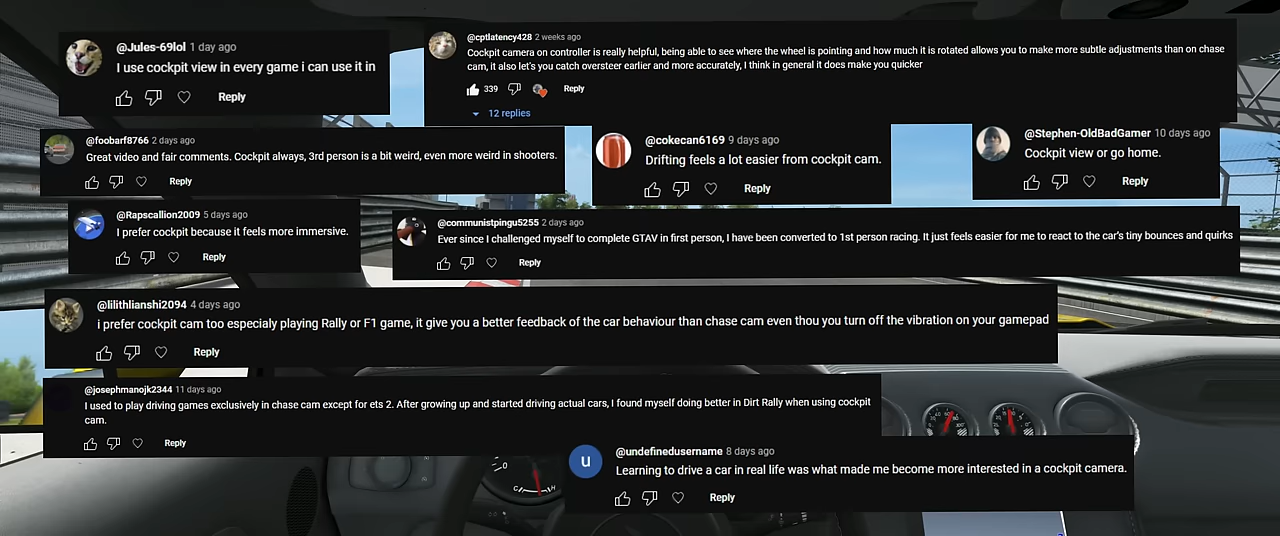 @Jules-69lol 1 day ago
I use cockpit view in every game i can use it in
Reply
@cptlatency428 2 weeks ago
Cockpit camera on controller is really helpful, being able to see where the wheel is pointing and how much it is rotated allows you to make more subtle adjustments than on chase
cam, it also let's you catch oversteer earlier and more accurately, I think in general it does make you quicker
339 Reply
12 replies
@foobarf8766 2 days ago
Great video and fair comments. Cockpit always, 3rd person is a bit weird, even more weird in shooters.
Reply
@cokecan6169 9 days ago
Drifting feels a lot easier from cockpit cam.
Reply
@Stephen-OldBadGamer 10 days ago
Cockpit view or go home.
Reply
@Rapscallion2009 5 days ago
I prefer cockpit because it feels more immersive.
Reply
@communistpingu5255 2 days ago
Ever since I challenged myself to complete GTAV in first person, I have been converted to 1st person racing. It just feels easier for me to react to the car's tiny bounces and quirks
Reply
@lilithlianshi2094 4 days ago
i prefer cockpit cam too especialy playing Rally or F1 game, it give you a better feedback of the car behaviour than chase cam even thou you turn off the vibration on your gamepad
Reply
@josephmanojk2344 11 days ago
I used to play driving games exclusively in chase cam except for ets 2. After growing up and started driving actual cars, I found myself doing better in Dirt Rally when using cockpit
cam.
Reply
u
@undefinedusername 8 days ago
Learning to drive a car in real life was what made me become more interested in a cockpit camera.
Reply
C H